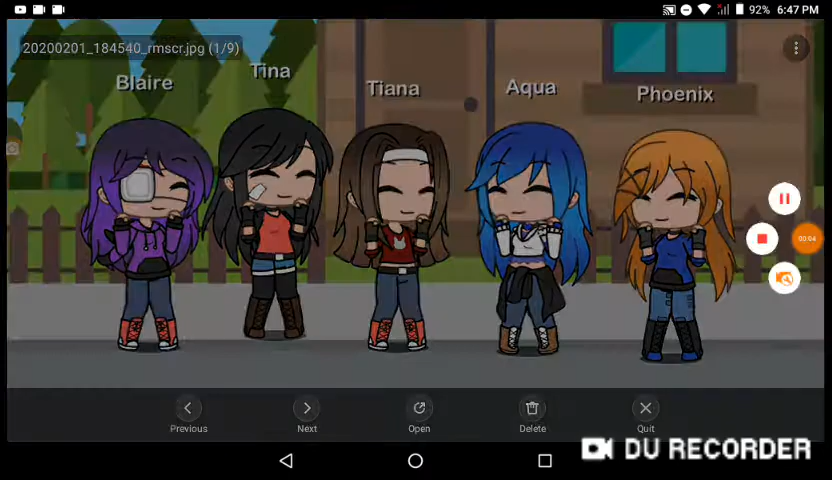 92% 6:47 PM
20200201_184540_rmscr.jpg (1/9)
Blaire
Tina
Tiana
Aqua
Phoenix
00:04
Previous
Next
Open
Delete
Quit
DU RECORDER